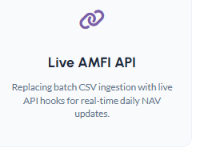 Live AMFI API
Replacing batch CSV ingestion with live
API hooks for real-time daily NAV
updates.